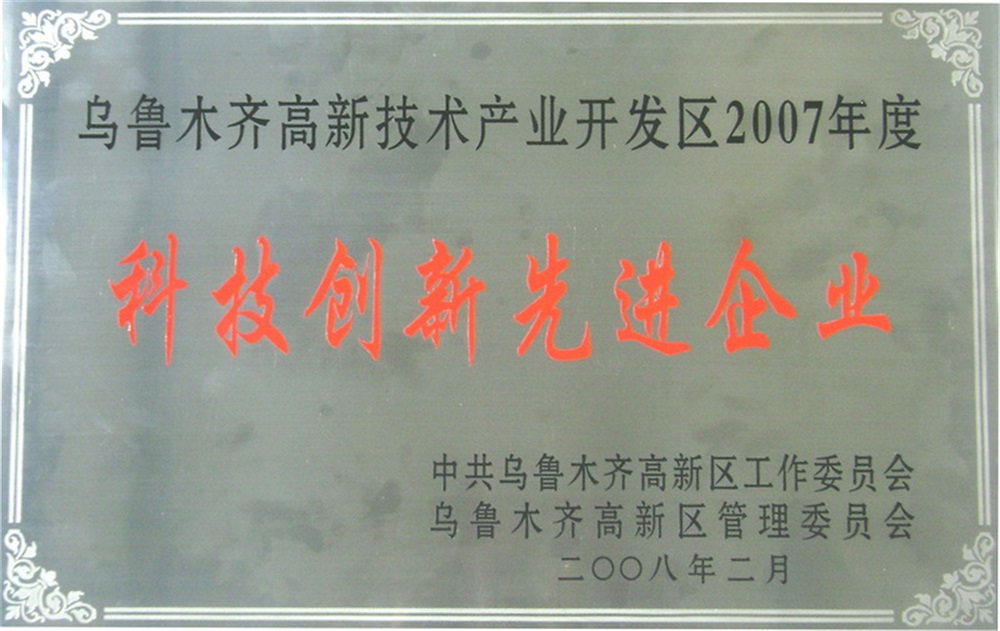 乌鲁木齐高新技术产业开发区2007年度
科技创新先进企业
中共乌鲁木齐高新区工作委员会
乌鲁木齐高新区管理委员会
二〇〇八年二月